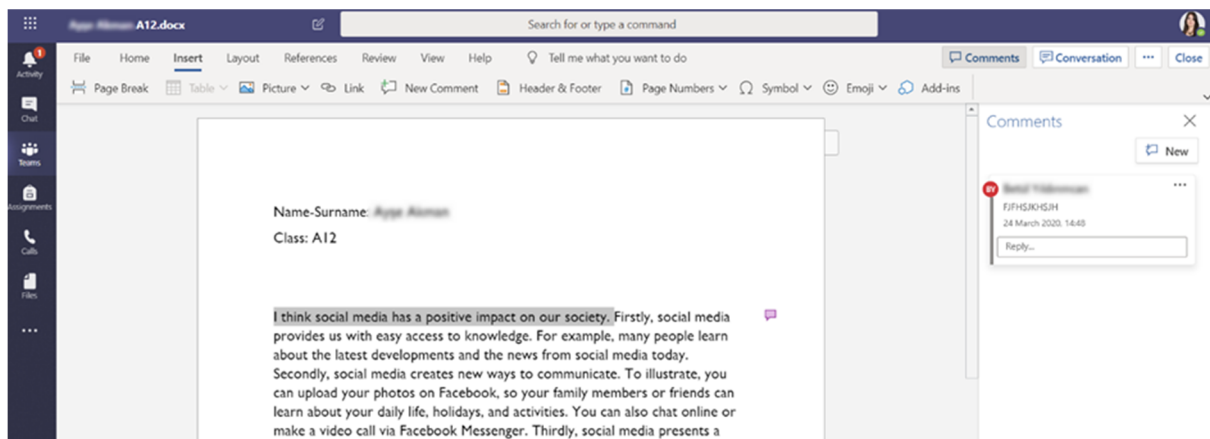 A12.docx
Search for or type a command
Activity
1
Chat
Teams
Assignments
Calls
Files
File Home Insert Layout References Review View Help Tell me what you want to do
Comments Conversation Close
Page Break Table Picture Link New Comment Header & Footer Page Numbers Symbol Emoji Add-ins
Name-Surname:
Class: A12
I think social media has a positive impact on our society. Firstly, social media
provides us with easy access to knowledge. For example, many people learn
about the latest developments and the news from social media today.
Secondly, social media creates new ways to communicate. To illustrate, you
can upload your photos on Facebook, so your family members or friends can
learn about your daily life, holidays, and activities. You can also chat online or
make a video call via Facebook Messenger. Thirdly, social media presents a
Comments
New
BY
FJFHSJKHSJH
24 March 2020, 14:48
Reply...